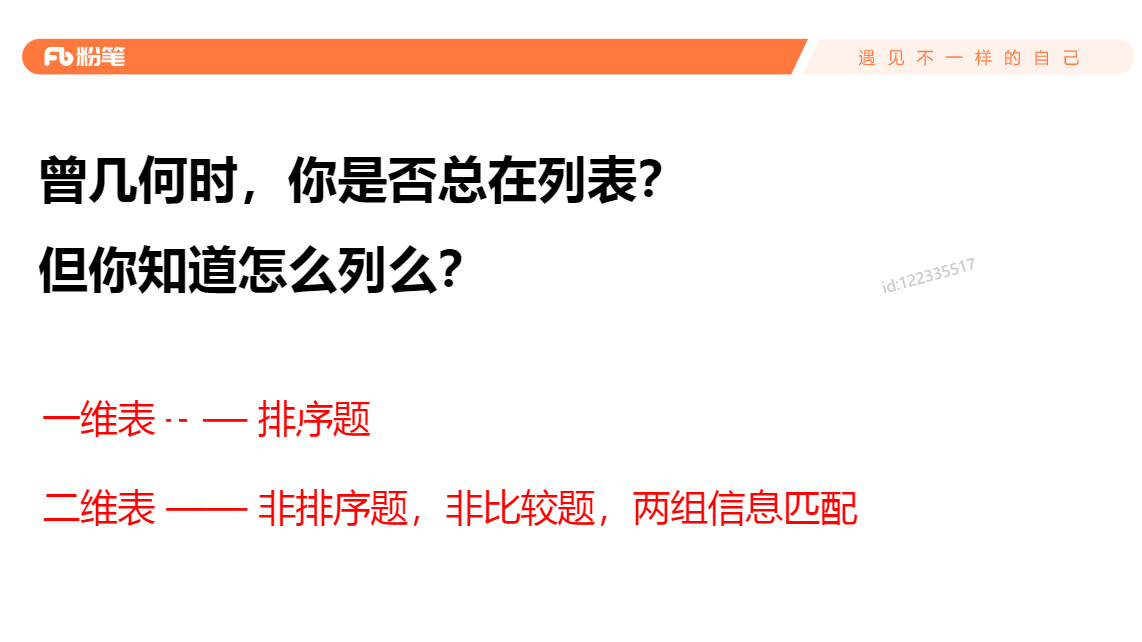 粉笔
遇见不一样的自己
曾几何时，你是否总在列表？
但你知道怎么列么？
id:122335517
一维表 -- — 排序题
二维表 —— 非排序题，非比较题，两组信息匹配